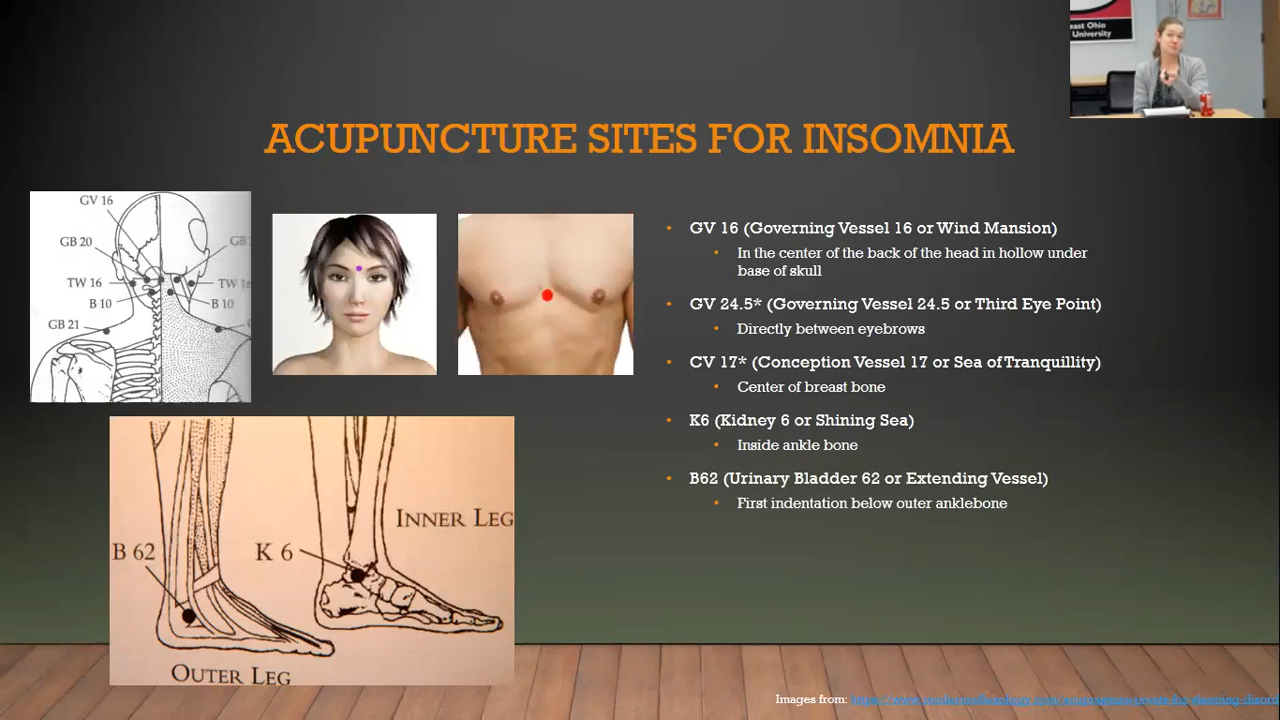 east Ohio
University
ACUPUNCTURE SITES FOR INSOMNIA
GV 16
GB 20
GB
TW 16
TW 1
B 10
B 10
GB 21
G
INNER LEG
B 62
K 6
OUTER LEG
• GV 16 (Governing Vessel 16 or Wind Mansion)
• In the center of the back of the head in hollow under
base of skull
• GV 24.5* (Governing Vessel 24.5 or Third Eye Point)
• Directly between eyebrows
• CV 17* (Conception Vessel 17 or Sea of Tranquillity)
• Center of breast bone
• K6 (Kidney 6 or Shining Sea)
• Inside ankle bone
• B62 (Urinary Bladder 62 or Extending Vessel)
• First indentation below outer anklebone
Images from: